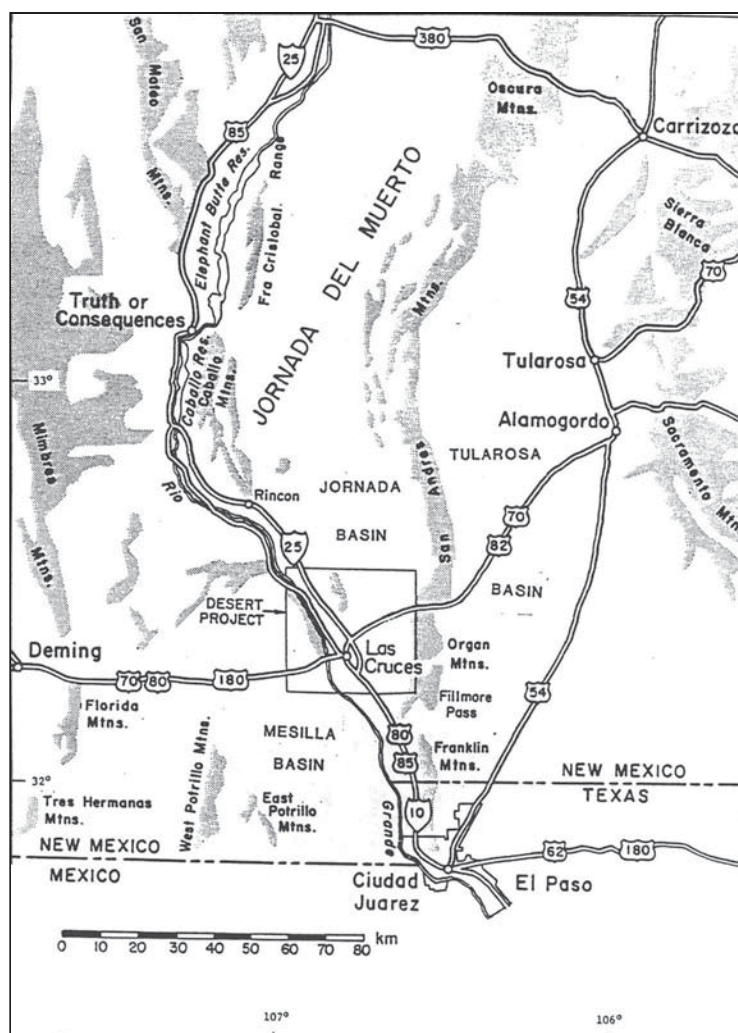 San
Mateo
Mtns.
25
380
Oscura
Mtns.
Carrizozo
85
Elephant Butte Res.
Fra Cristobal Range
JORNADA DEL MUERTO
Mtns.
Sierra
Blanca
70
54
Truth or
Consequences
Caballo Res.
Caballo
Mtns.
Tularosa
33°
Alamogordo
Mimbres
Mtns.
San Andres
TULAROSA
BASIN
Sacramento Mtns.
Rio
Rincon
JORNADA
BASIN
70
82
25
DESERT
PROJECT
Las
Cruces
Organ
Mtns.
Deming
70
80
180
54
Florida
Mtns.
Fillmore
Pass
MESILLA
BASIN
80
85
Franklin
Mtns.
West Potrillo Mtns.
32°
NEW MEXICO
TEXAS
Tres Hermanas
Mtns.
East
Potrillo
Mtns.
Grande
10
NEW MEXICO
MEXICO
62
180
Ciudad
Juarez
El Paso
0 10 20 30 40 50 60 70 80 km
107° 106°